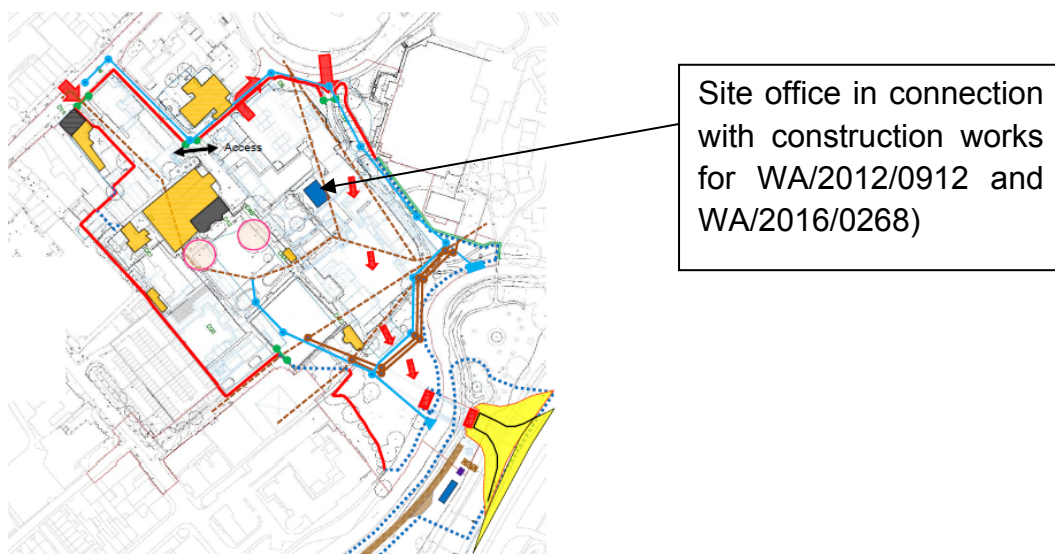 Access
Site office in connection
with construction works
for WA/2012/0912 and
WA/2016/0268)